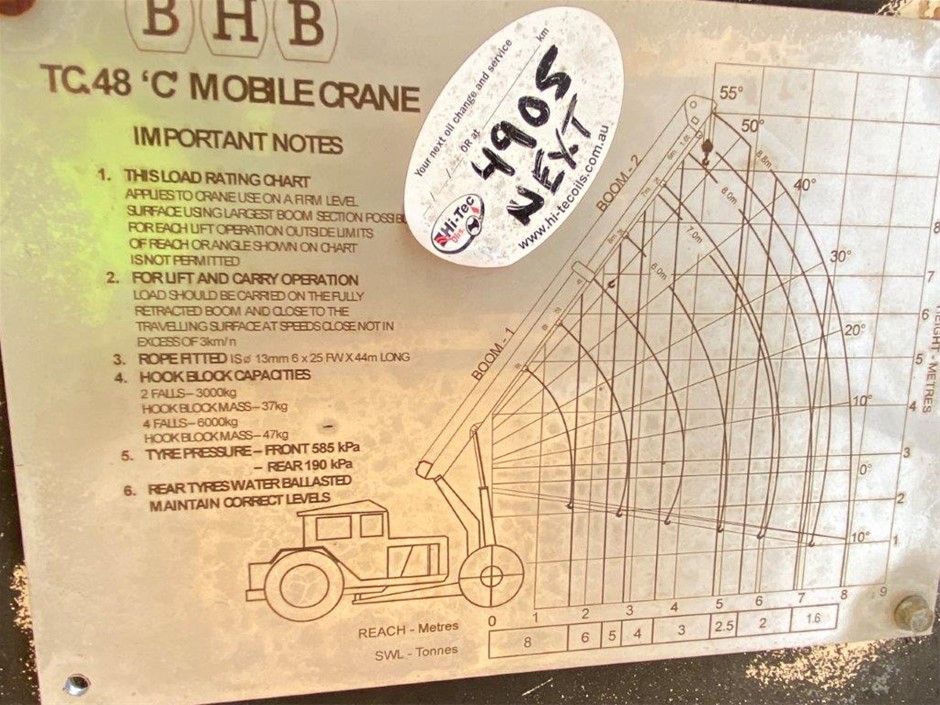 BHB
TC.48 'C' MOBILE CRANE
IMPORTANT NOTES
1. THIS LOAD RATING CHART
APPLIES TO CRANE USE ON A FIRM LEVEL
SURFACE USING LARGEST BOOM SECTION POSSIBL
FOR EACH LIFT OPERATION OUTSIDE LIMITS
OF REACH OR ANGLE SHOWN ON CHART
IS NOT PERMITTED
2. FOR LIFT AND CARRY OPERATION
LOAD SHOULD BE CARRIED ON THE FULLY
RETRACTED BOOM AND CLOSE TO THE
TRAVELLING SURFACE AT SPEEDS CLOSE NOT IN
EXCESS OF 3km/n
3. ROPE FITTED IS ø 13mm 6 x 25 FW X 44m LONG
4. HOOK BLOCK CAPACITIES
2 FALLS – 3000kg
HOOK BLOCK MASS – 37kg
4 FALLS – 6000kg
HOOK BLOCK MASS – 47kg
5. TYRE PRESSURE – FRONT 585 kPa
– REAR 190 kPa
6. REAR TYRES WATER BALLASTED
MAINTAIN CORRECT LEVELS
Your next oil change and service
/ / OR at km
4905
NEXT
Hi-Tec
Oils
www.hi-tecoils.com.au
BOOM - 2
BOOM - 1
55°
50°
40°
30°
20°
10°
0°
10°
8.8m
8.0m
7.0m
6.0m
8
7
6
5
4
3
2
1
HEIGHT - METRES
REACH - Metres 0 1 2 3 4 5 6 7 8 9
SWL - Tonnes 8 6 5 4 3 2.5 2 1.6